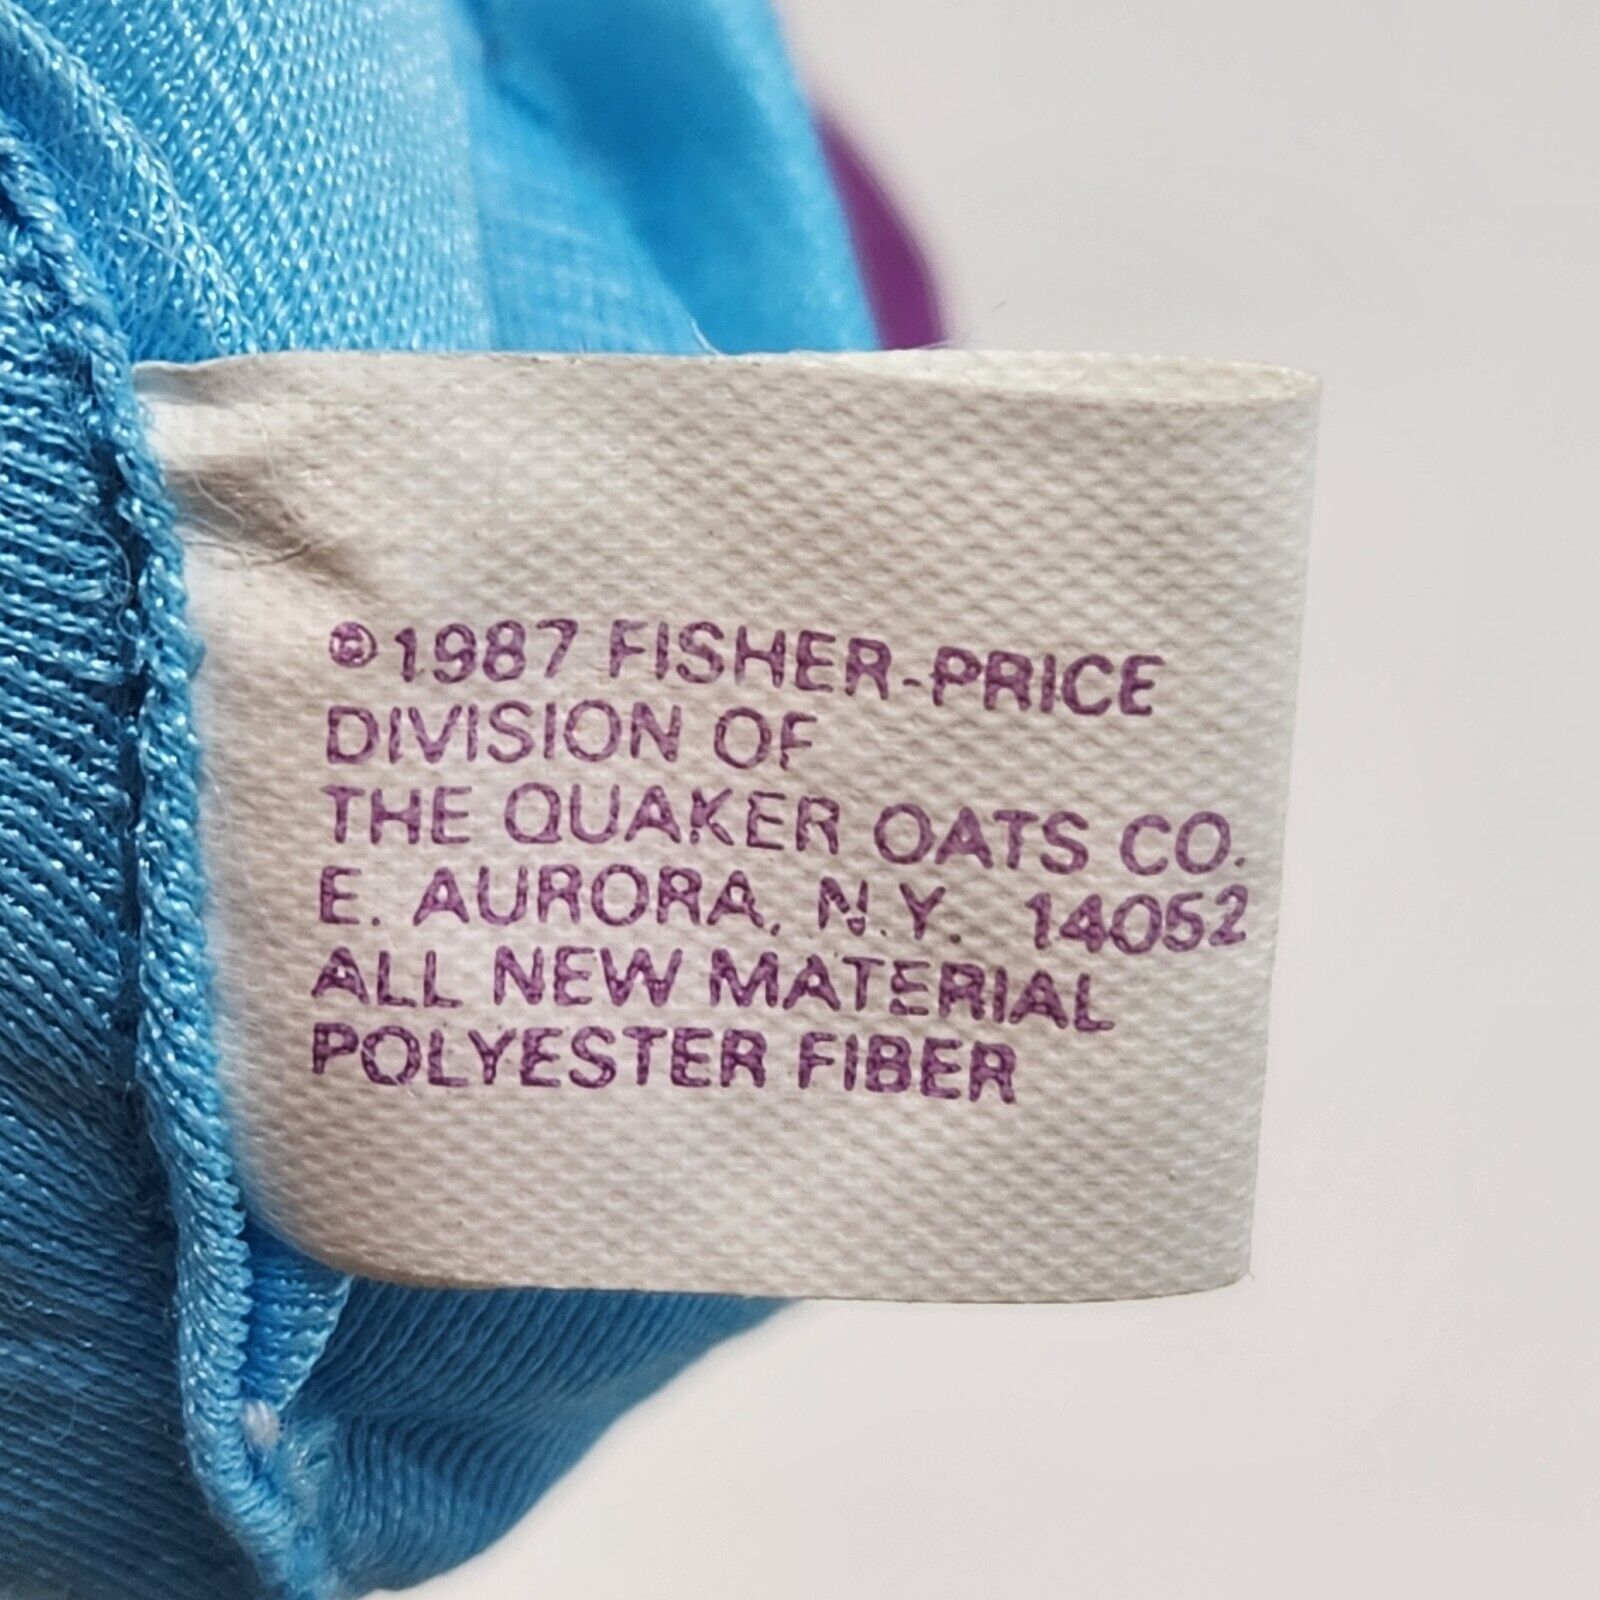 ©1987 FISHER-PRICE
DIVISION OF
THE QUAKER OATS CO.
E. AURORA, N.Y. 14052
ALL NEW MATERIAL
POLYESTER FIBER